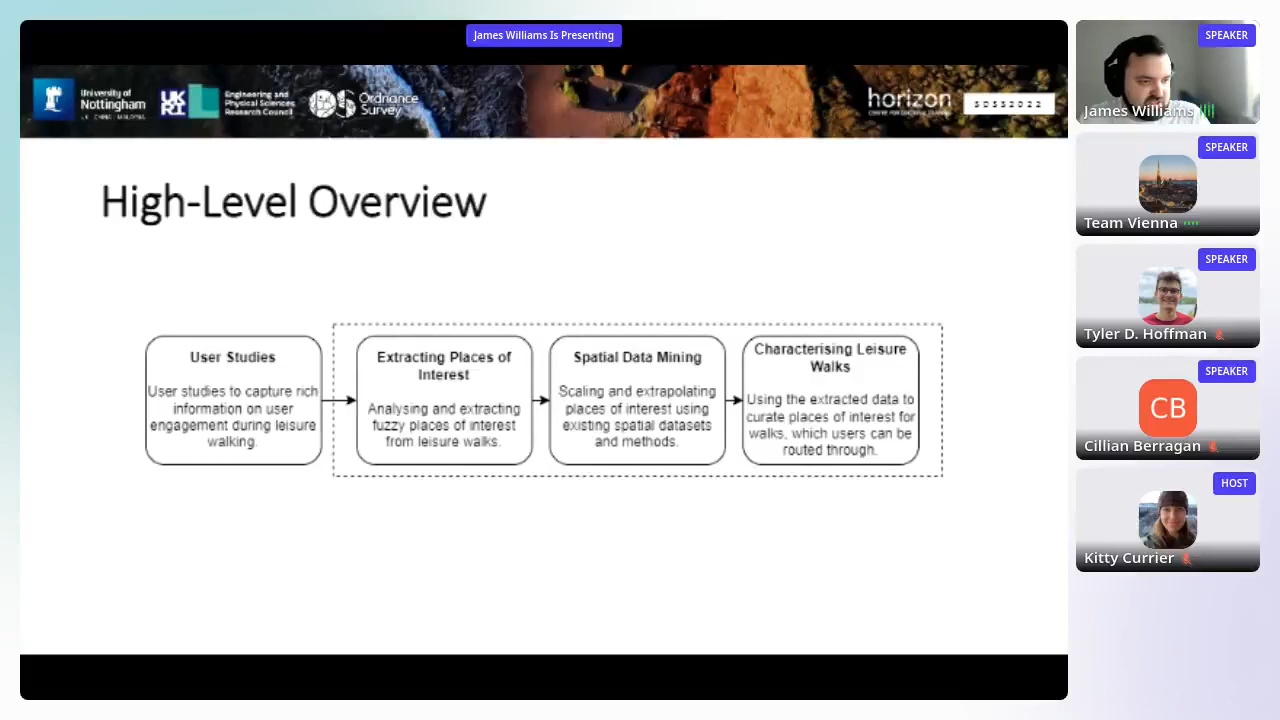 James Williams Is Presenting
University of
Nottingham
UK | CHINA | MALAYSIA
UK
RI
Engineering and
Physical Sciences
Research Council
OS
Ordnance
Survey
horizon
SDSS2022
High-Level Overview
User Studies
User studies to capture rich
information on user
engagement during leisure
walking.
Extracting Places of
Interest
Analysing and extracting
fuzzy places of interest
from leisure walks.
Spatial Data Mining
Scaling and extrapolating
places of interest using
existing spatial datasets
and methods.
Characterising Leisure
Walks
Using the extracted data to
curate places of interest for
walks, which users can be
routed through.
SPEAKER
James Williams
SPEAKER
Team Vienna
SPEAKER
Tyler D. Hoffman
SPEAKER
CB
Cillian Berragan
HOST
Kitty Currier